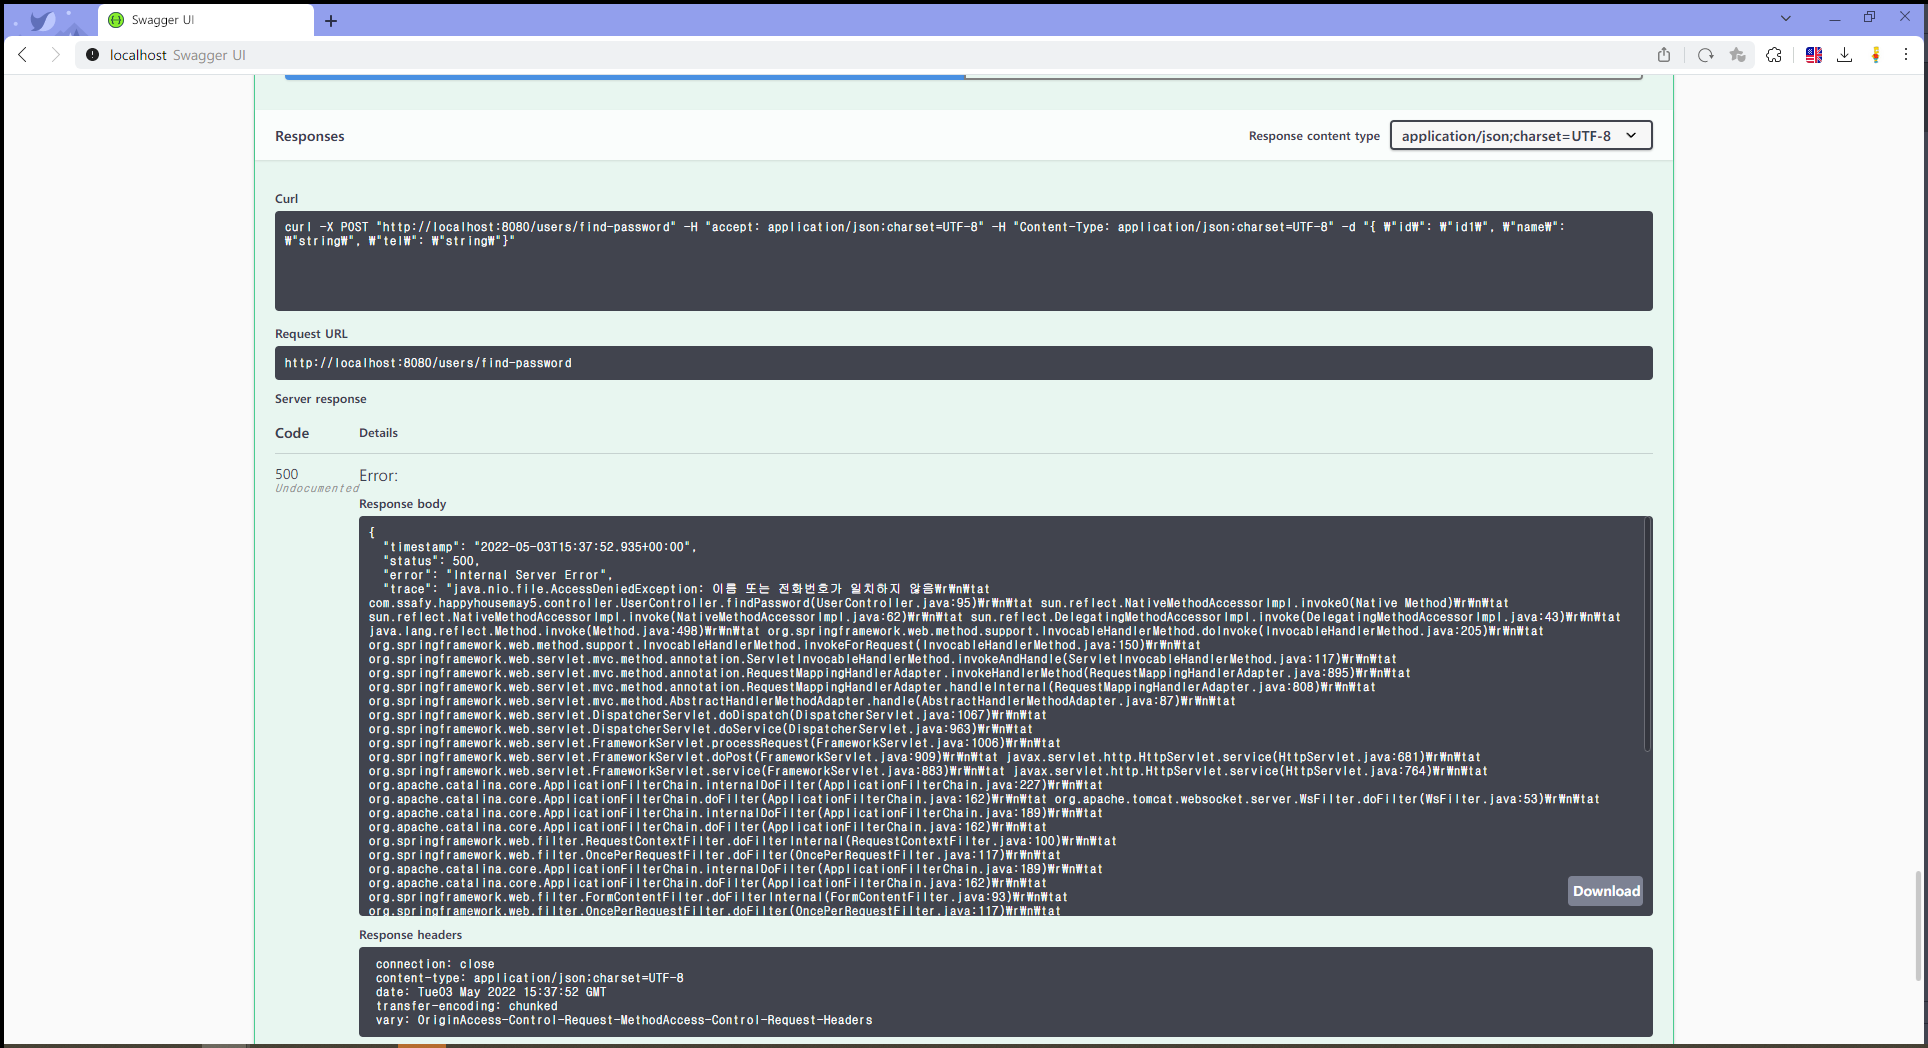 Swagger UI
localhost Swagger UI
Responses
Response content type
application/json;charset=UTF-8
Curl
curl -X POST "http://localhost:8080/users/find-password" -H "accept: application/json;charset=UTF-8" -H "Content-Type: application/json;charset=UTF-8" -d "{ ₩"id₩": ₩"id1₩", ₩"name₩":
₩"string₩", ₩"tel₩": ₩"string₩"}"
Request URL
http://localhost:8080/users/find-password
Server response
Code Details
500 Error:
Undocumented
Response body
{
"timestamp": "2022-05-03T15:37:52.935+00:00",
"status": 500,
"error": "Internal Server Error",
"trace": "java.nio.file.AccessDeniedException: 이름 또는 전화번호가 일치하지 않음₩r₩n₩tat
com.ssafy.happyhousemay5.controller.UserController.findPassword(UserController.java:95)₩r₩n₩tat sun.reflect.NativeMethodAccessorImpl.invoke0(Native Method)₩r₩n₩tat
sun.reflect.NativeMethodAccessorImpl.invoke(NativeMethodAccessorImpl.java:62)₩r₩n₩tat sun.reflect.DelegatingMethodAccessorImpl.invoke(DelegatingMethodAccessorImpl.java:43)₩r₩n₩tat
java.lang.reflect.Method.invoke(Method.java:498)₩r₩n₩tat org.springframework.web.method.support.InvocableHandlerMethod.doInvoke(InvocableHandlerMethod.java:205)₩r₩n₩tat
org.springframework.web.method.support.InvocableHandlerMethod.invokeForRequest(InvocableHandlerMethod.java:150)₩r₩n₩tat
org.springframework.web.servlet.mvc.method.annotation.ServletInvocableHandlerMethod.invokeAndHandle(ServletInvocableHandlerMethod.java:117)₩r₩n₩tat
org.springframework.web.servlet.mvc.method.annotation.RequestMappingHandlerAdapter.invokeHandlerMethod(RequestMappingHandlerAdapter.java:895)₩r₩n₩tat
org.springframework.web.servlet.mvc.method.annotation.RequestMappingHandlerAdapter.handleInternal(RequestMappingHandlerAdapter.java:808)₩r₩n₩tat
org.springframework.web.servlet.mvc.method.AbstractHandlerMethodAdapter.handle(AbstractHandlerMethodAdapter.java:87)₩r₩n₩tat
org.springframework.web.servlet.DispatcherServlet.doDispatch(DispatcherServlet.java:1067)₩r₩n₩tat
org.springframework.web.servlet.DispatcherServlet.doService(DispatcherServlet.java:963)₩r₩n₩tat
org.springframework.web.servlet.FrameworkServlet.processRequest(FrameworkServlet.java:1006)₩r₩n₩tat
org.springframework.web.servlet.FrameworkServlet.doPost(FrameworkServlet.java:909)₩r₩n₩tat javax.servlet.http.HttpServlet.service(HttpServlet.java:681)₩r₩n₩tat
org.springframework.web.servlet.FrameworkServlet.service(FrameworkServlet.java:883)₩r₩n₩tat javax.servlet.http.HttpServlet.service(HttpServlet.java:764)₩r₩n₩tat
org.apache.catalina.core.ApplicationFilterChain.internalDoFilter(ApplicationFilterChain.java:227)₩r₩n₩tat
org.apache.catalina.core.ApplicationFilterChain.doFilter(ApplicationFilterChain.java:162)₩r₩n₩tat org.apache.tomcat.websocket.server.WsFilter.doFilter(WsFilter.java:53)₩r₩n₩tat
org.apache.catalina.core.ApplicationFilterChain.internalDoFilter(ApplicationFilterChain.java:189)₩r₩n₩tat
org.apache.catalina.core.ApplicationFilterChain.doFilter(ApplicationFilterChain.java:162)₩r₩n₩tat
org.springframework.web.filter.RequestContextFilter.doFilterInternal(RequestContextFilter.java:100)₩r₩n₩tat
org.springframework.web.filter.OncePerRequestFilter.doFilter(OncePerRequestFilter.java:117)₩r₩n₩tat
org.apache.catalina.core.ApplicationFilterChain.internalDoFilter(ApplicationFilterChain.java:189)₩r₩n₩tat
org.apache.catalina.core.ApplicationFilterChain.doFilter(ApplicationFilterChain.java:162)₩r₩n₩tat
org.springframework.web.filter.FormContentFilter.doFilterInternal(FormContentFilter.java:93)₩r₩n₩tat
org.springframework.web.filter.OncePerRequestFilter.doFilter(OncePerRequestFilter.java:117)₩r₩n₩tat
Download
Response headers
connection: close
content-type: application/json;charset=UTF-8
date: Tue03 May 2022 15:37:52 GMT
transfer-encoding: chunked
vary: OriginAccess-Control-Request-MethodAccess-Control-Request-Headers